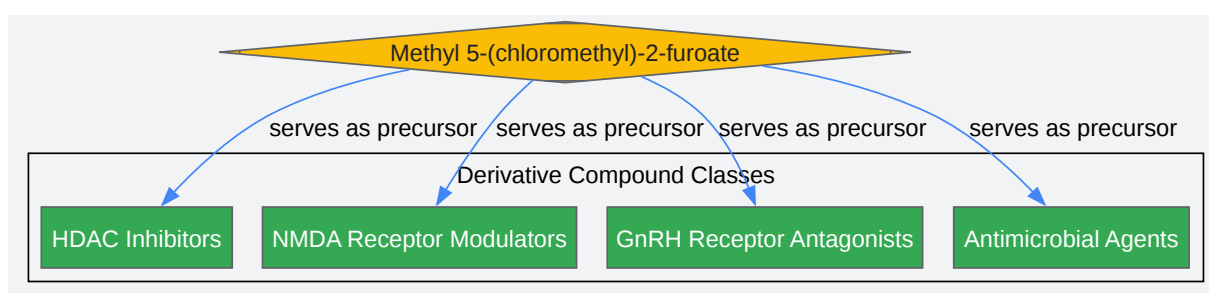 Methyl 5-(chloromethyl)-2-furoate
serves as precursor
serves as precursor
serves as precursor
serves as precursor
Derivative Compound Classes
HDAC Inhibitors
NMDA Receptor Modulators
GnRH Receptor Antagonists
Antimicrobial Agents